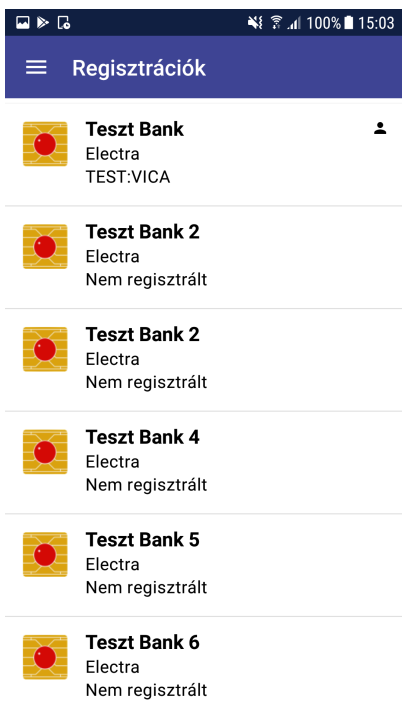 100% 15:03
Regisztrációk
Teszt Bank
Electra
TEST:VICA
Teszt Bank 2
Electra
Nem regisztrált
Teszt Bank 2
Electra
Nem regisztrált
Teszt Bank 4
Electra
Nem regisztrált
Teszt Bank 5
Electra
Nem regisztrált
Teszt Bank 6
Electra
Nem regisztrált